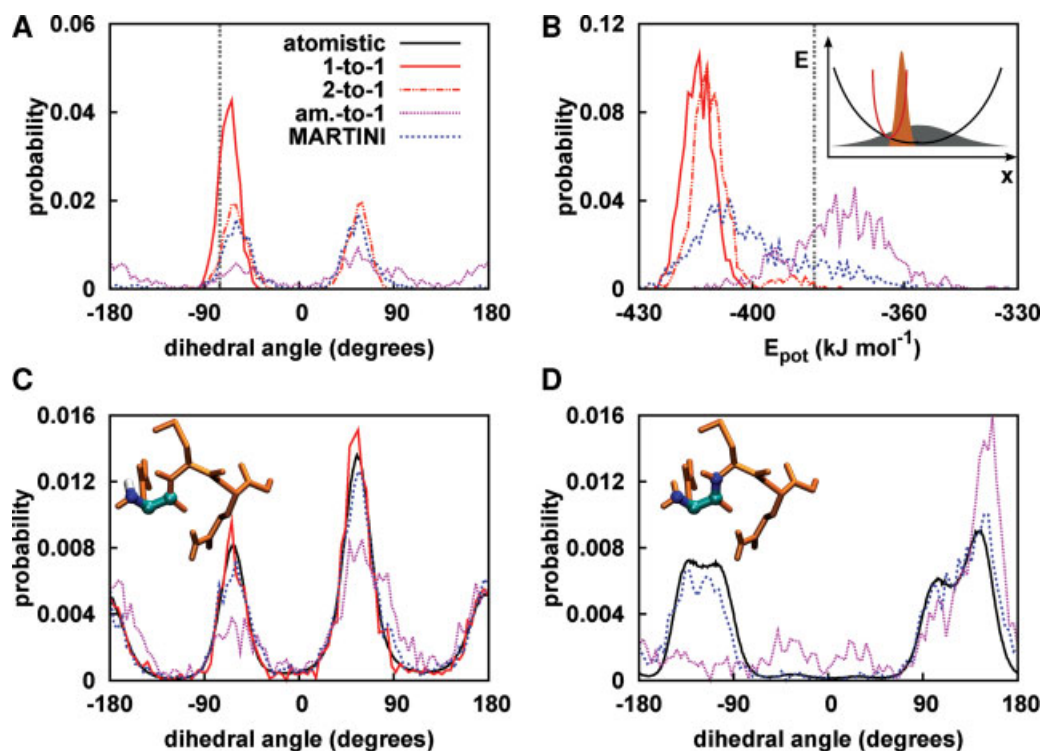 A
B
0.06
0.04
0.02
0
probability
-180
-90
0
90
180
dihedral angle (degrees)
atomistic
1-to-1
2-to-1
am.-to-1
MARTINI
0.12
0.08
0.04
0
probability
-430
-400
-360
-330
E_pot (kJ mol⁻¹)
E
x
C
D
0.016
0.012
0.008
0.004
0
probability
-180
-90
0
90
180
dihedral angle (degrees)
0.016
0.012
0.008
0.004
0
probability
-180
-90
0
90
180
dihedral angle (degrees)